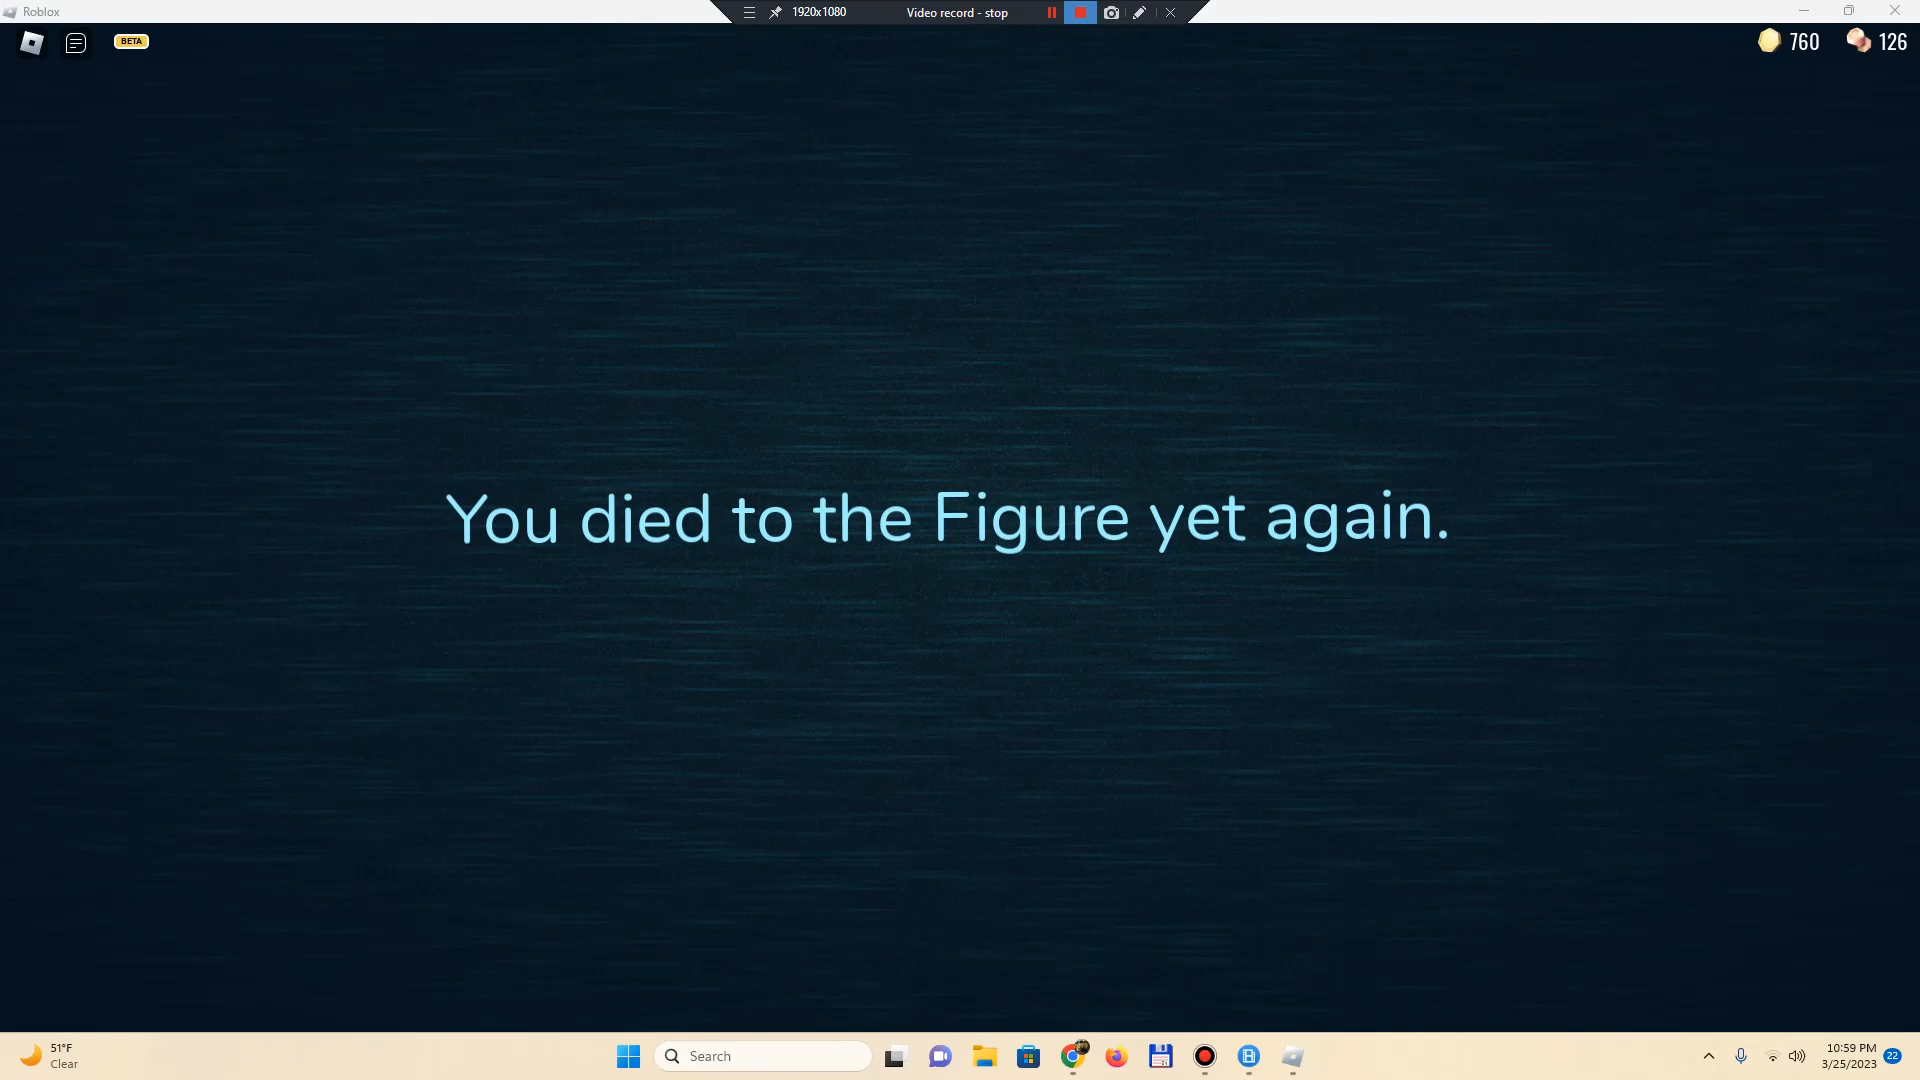 Roblox
1920x1080
Video record - stop
BETA
760
126
You died to the Figure yet again.
51°F
Clear
Search
10:59 PM
3/25/2023
22